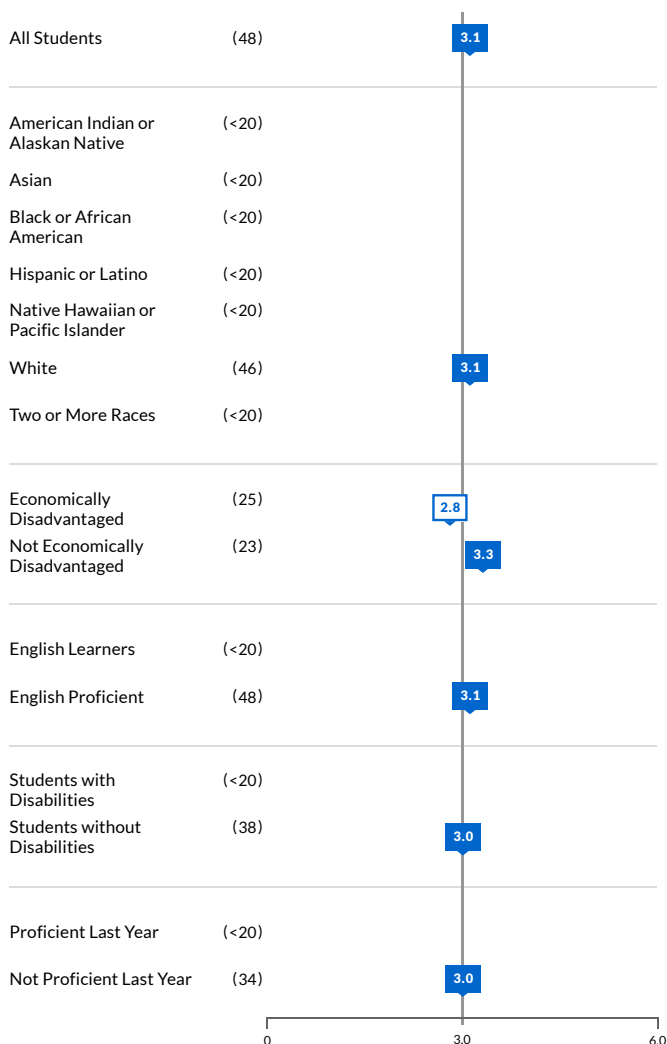 All Students (48) 3.1
American Indian or (<20)
Alaskan Native
Asian (<20)
Black or African (<20)
American
Hispanic or Latino (<20)
Native Hawaiian or (<20)
Pacific Islander
White (46) 3.1
Two or More Races (<20)
Economically (25) 2.8
Disadvantaged
Not Economically (23) 3.3
Disadvantaged
English Learners (<20)
English Proficient (48) 3.1
Students with (<20)
Disabilities
Students without (38) 3.0
Disabilities
Proficient Last Year (<20)
Not Proficient Last Year (34) 3.0
0 3.0 6.0